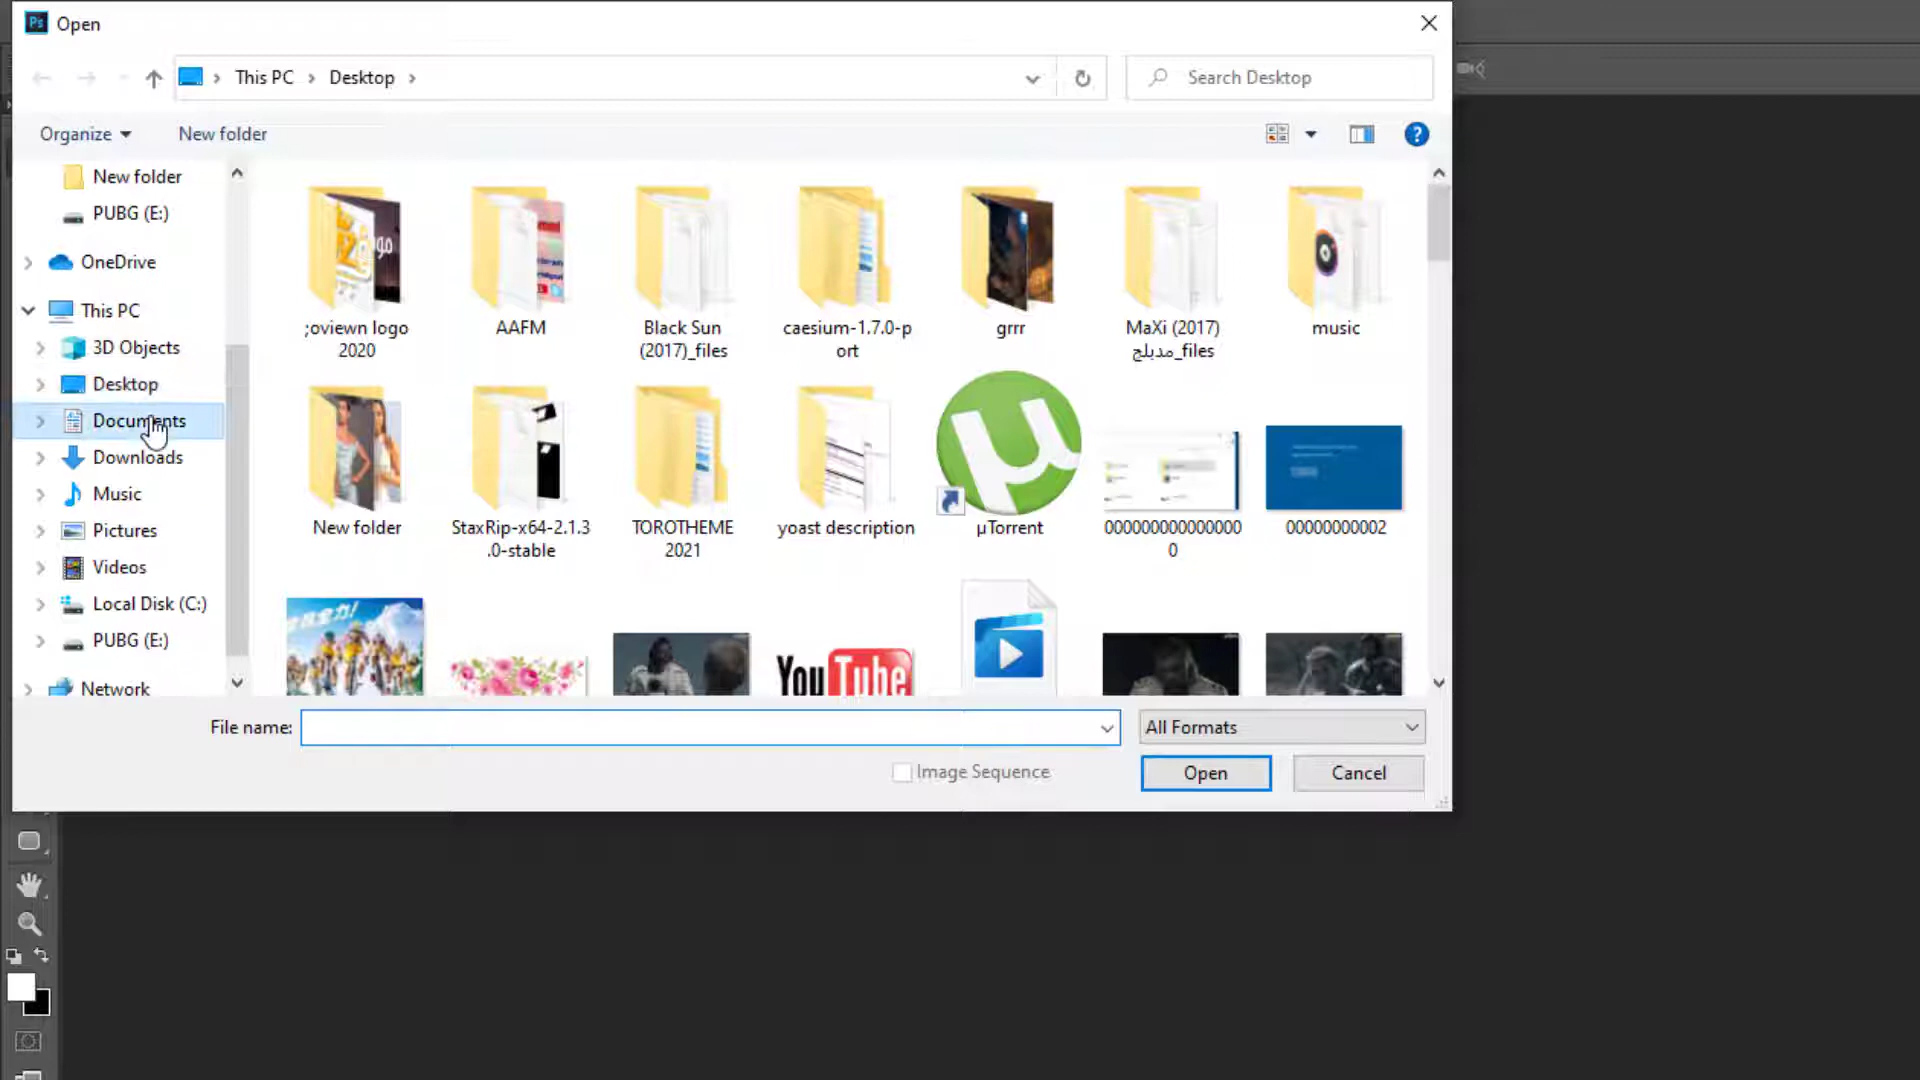 Ps Open
This PC > Desktop >
Search Desktop
Organize
New folder
New folder
PUBG (E:)
OneDrive
This PC
3D Objects
Desktop
Documents
Downloads
Music
Pictures
Videos
Local Disk (C:)
PUBG (E:)
Network
;oviewn logo
2020
AAFM
Black Sun
(2017)_files
caesium-1.7.0-p
ort
grrr
MaXi (2017)
مدبلج_files
music
New folder
StaxRip-x64-2.1.3
.0-stable
TOROTHEME
2021
yoast description
µTorrent
000000000000000
0
00000000002
YouTube
File name:
All Formats
Image Sequence
Open
Cancel